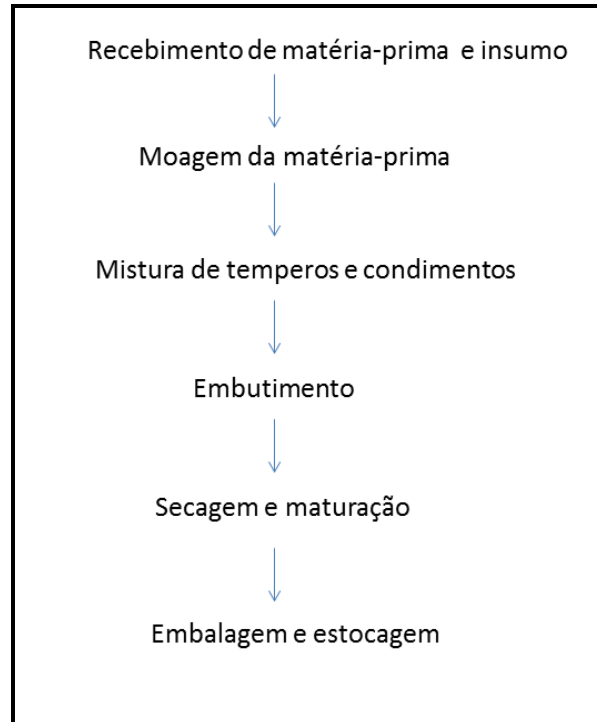 Recebimento de matéria-prima e insumo
Moagem da matéria-prima
Mistura de temperos e condimentos
Embutimento
Secagem e maturação
Embalagem e estocagem